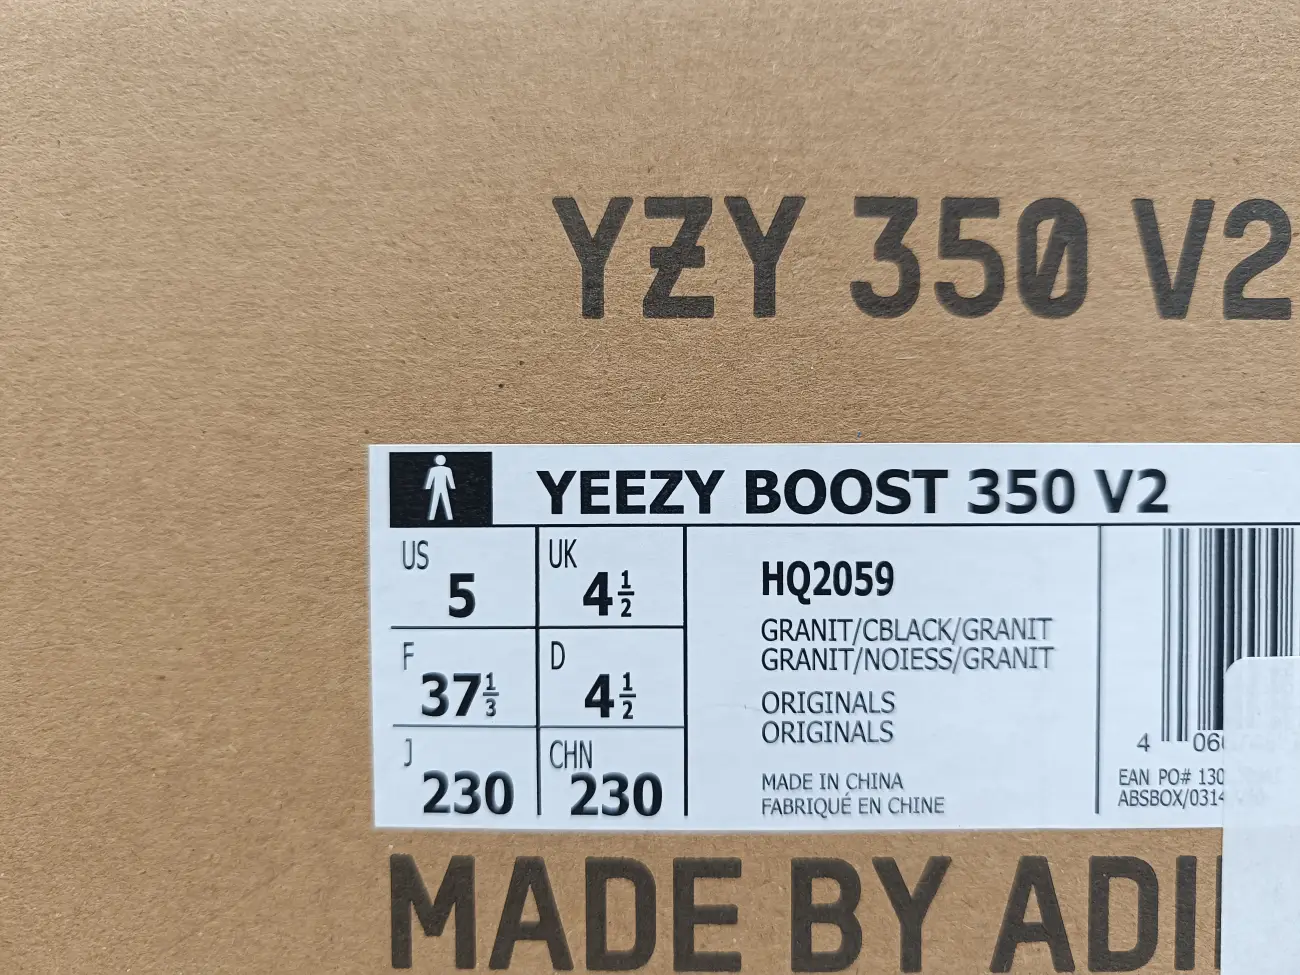 YZY 350 V2
YEEZY BOOST 350 V2
US 5
UK 4 1/2
F 37 1/3
D 4 1/2
J 230
CHN 230
HQ2059
GRANIT/CBLACK/GRANIT
GRANIT/NOIESS/GRANIT
ORIGINALS
ORIGINALS
MADE IN CHINA
FABRIQUÉ EN CHINE
4 060
EAN PO# 130
ABSBOX/0314
MADE BY ADI